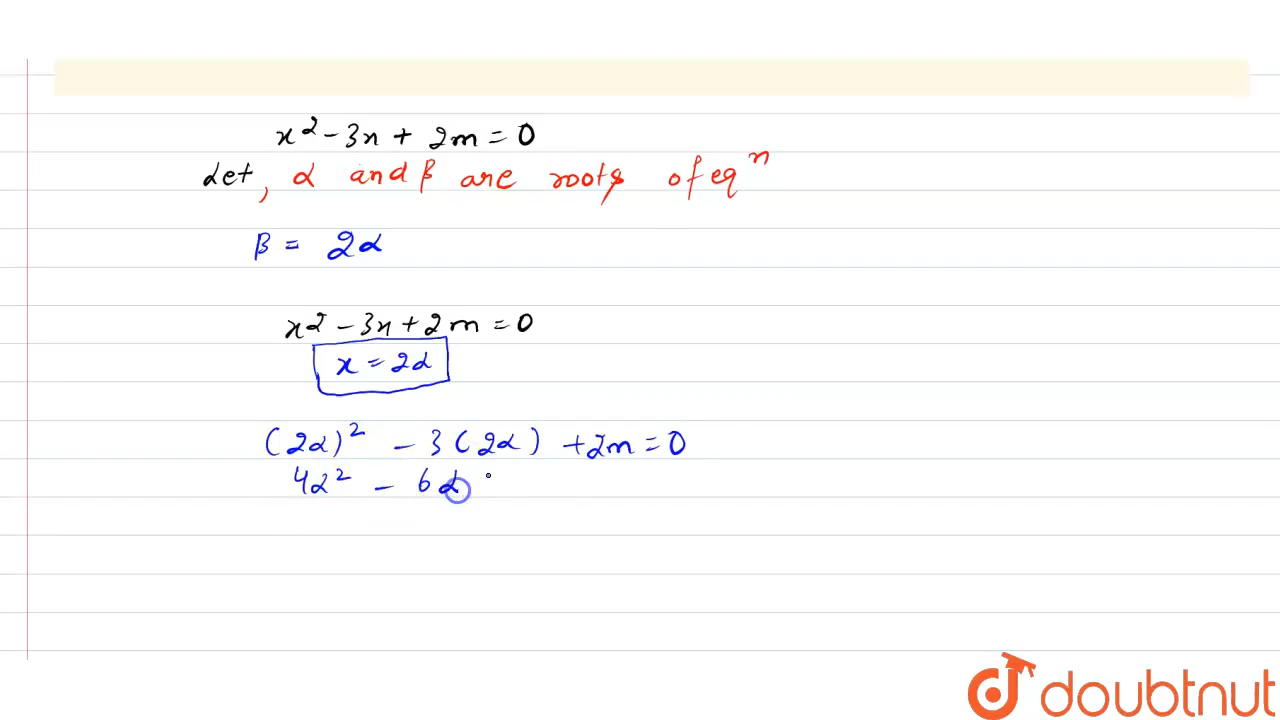 x² - 3x + 2m = 0
Let, α and β are roots of eqⁿ
β = 2α
x² - 3x + 2m = 0
x = 2α
(2α)² - 3(2α) + 2m = 0
4α² - 6α
doubtnut